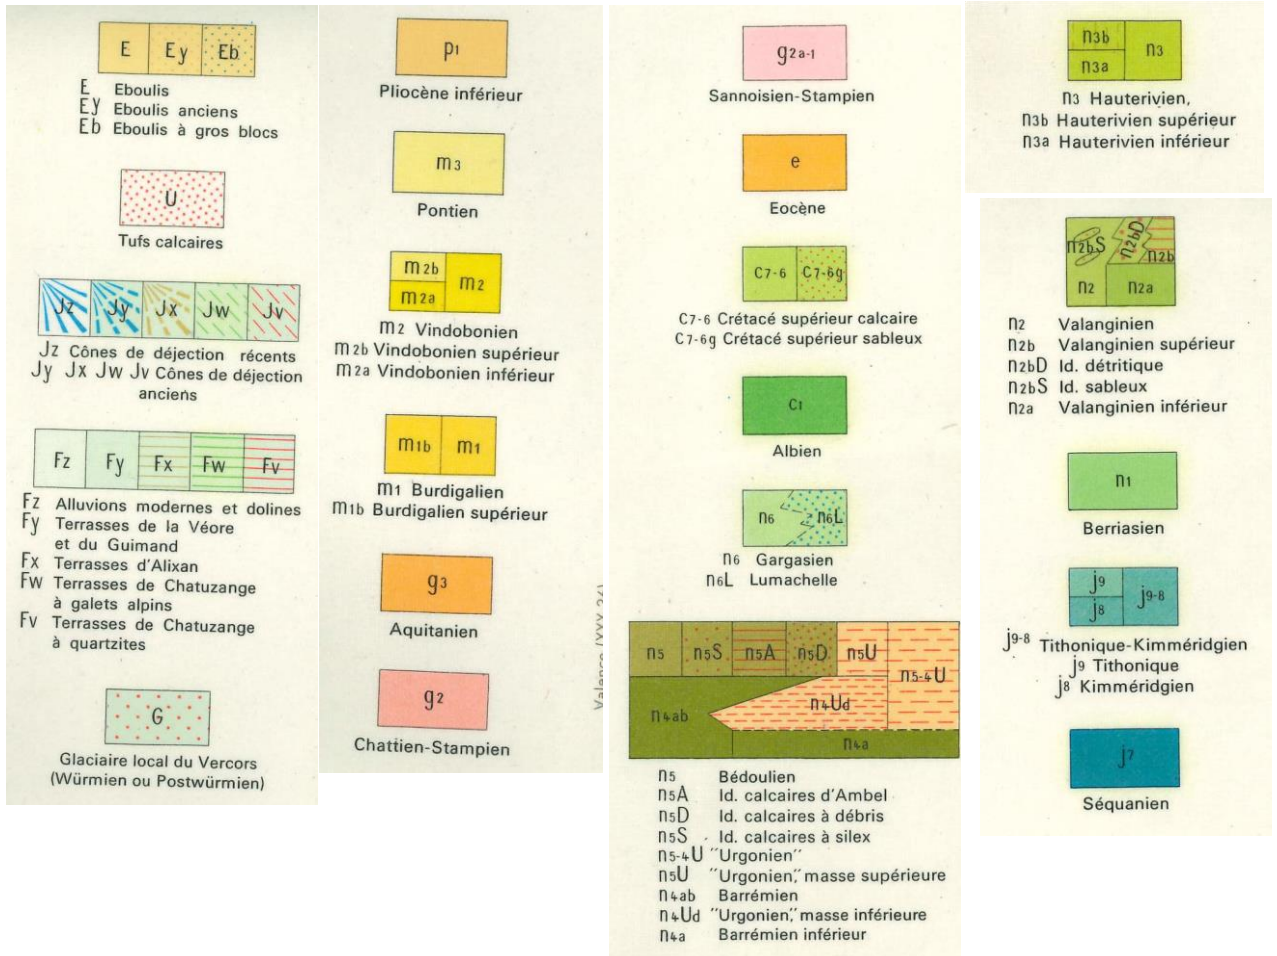 E Ey Eb
E Eboulis
Ey Eboulis anciens
Eb Eboulis à gros blocs
U
Tufs calcaires
Jz Jy Jx Jw Jv
Jz Cônes de déjection récents
Jy Jx Jw Jv Cônes de déjection
anciens
Fz Fy Fx Fw Fv
Fz Alluvions modernes et dolines
Fy Terrasses de la Véore
et du Guimand
Fx Terrasses d'Alixan
Fw Terrasses de Chatuzange
à galets alpins
Fv Terrasses de Chatuzange
à quartzites
G
Glaciaire local du Vercors
(Würmien ou Postwürmien)
p1
Pliocène inférieur
m3
Pontien
m2b m2
m2a
m2 Vindobonien
m2b Vindobonien supérieur
m2a Vindobonien inférieur
m1b m1
m1 Burdigalien
m1b Burdigalien supérieur
g3
Aquitanien
g2
Chattien-Stampien
g2a-1
Sannoisien-Stampien
e
Eocène
C7-6 C7-6g
C7-6 Crétacé supérieur calcaire
C7-6g Crétacé supérieur sableux
C1
Albien
n6 n6L
n6 Gargasien
n6L Lumachelle
n5 n5S n5A n5D n5U n5-4U
n4ab n4Ud
n4a
n5 Bédoulien
n5A Id. calcaires d'Ambel
n5D Id. calcaires à débris
n5S Id. calcaires à silex
n5-4U "Urgonien"
n5U "Urgonien," masse supérieure
n4ab Barrémien
n4Ud "Urgonien," masse inférieure
n4a Barrémien inférieur
n3b n3
n3a
n3 Hauterivien,
n3b Hauterivien supérieur
n3a Hauterivien inférieur
n2bS n2bD n2b
n2 n2a
n2 Valanginien
n2b Valanginien supérieur
n2bD Id. détritique
n2bS Id. sableux
n2a Valanginien inférieur
n1
Berriasien
j9 j9-8
j8
j9-8 Tithonique-Kimméridgien
j9 Tithonique
j8 Kimméridgien
j7
Séquanien